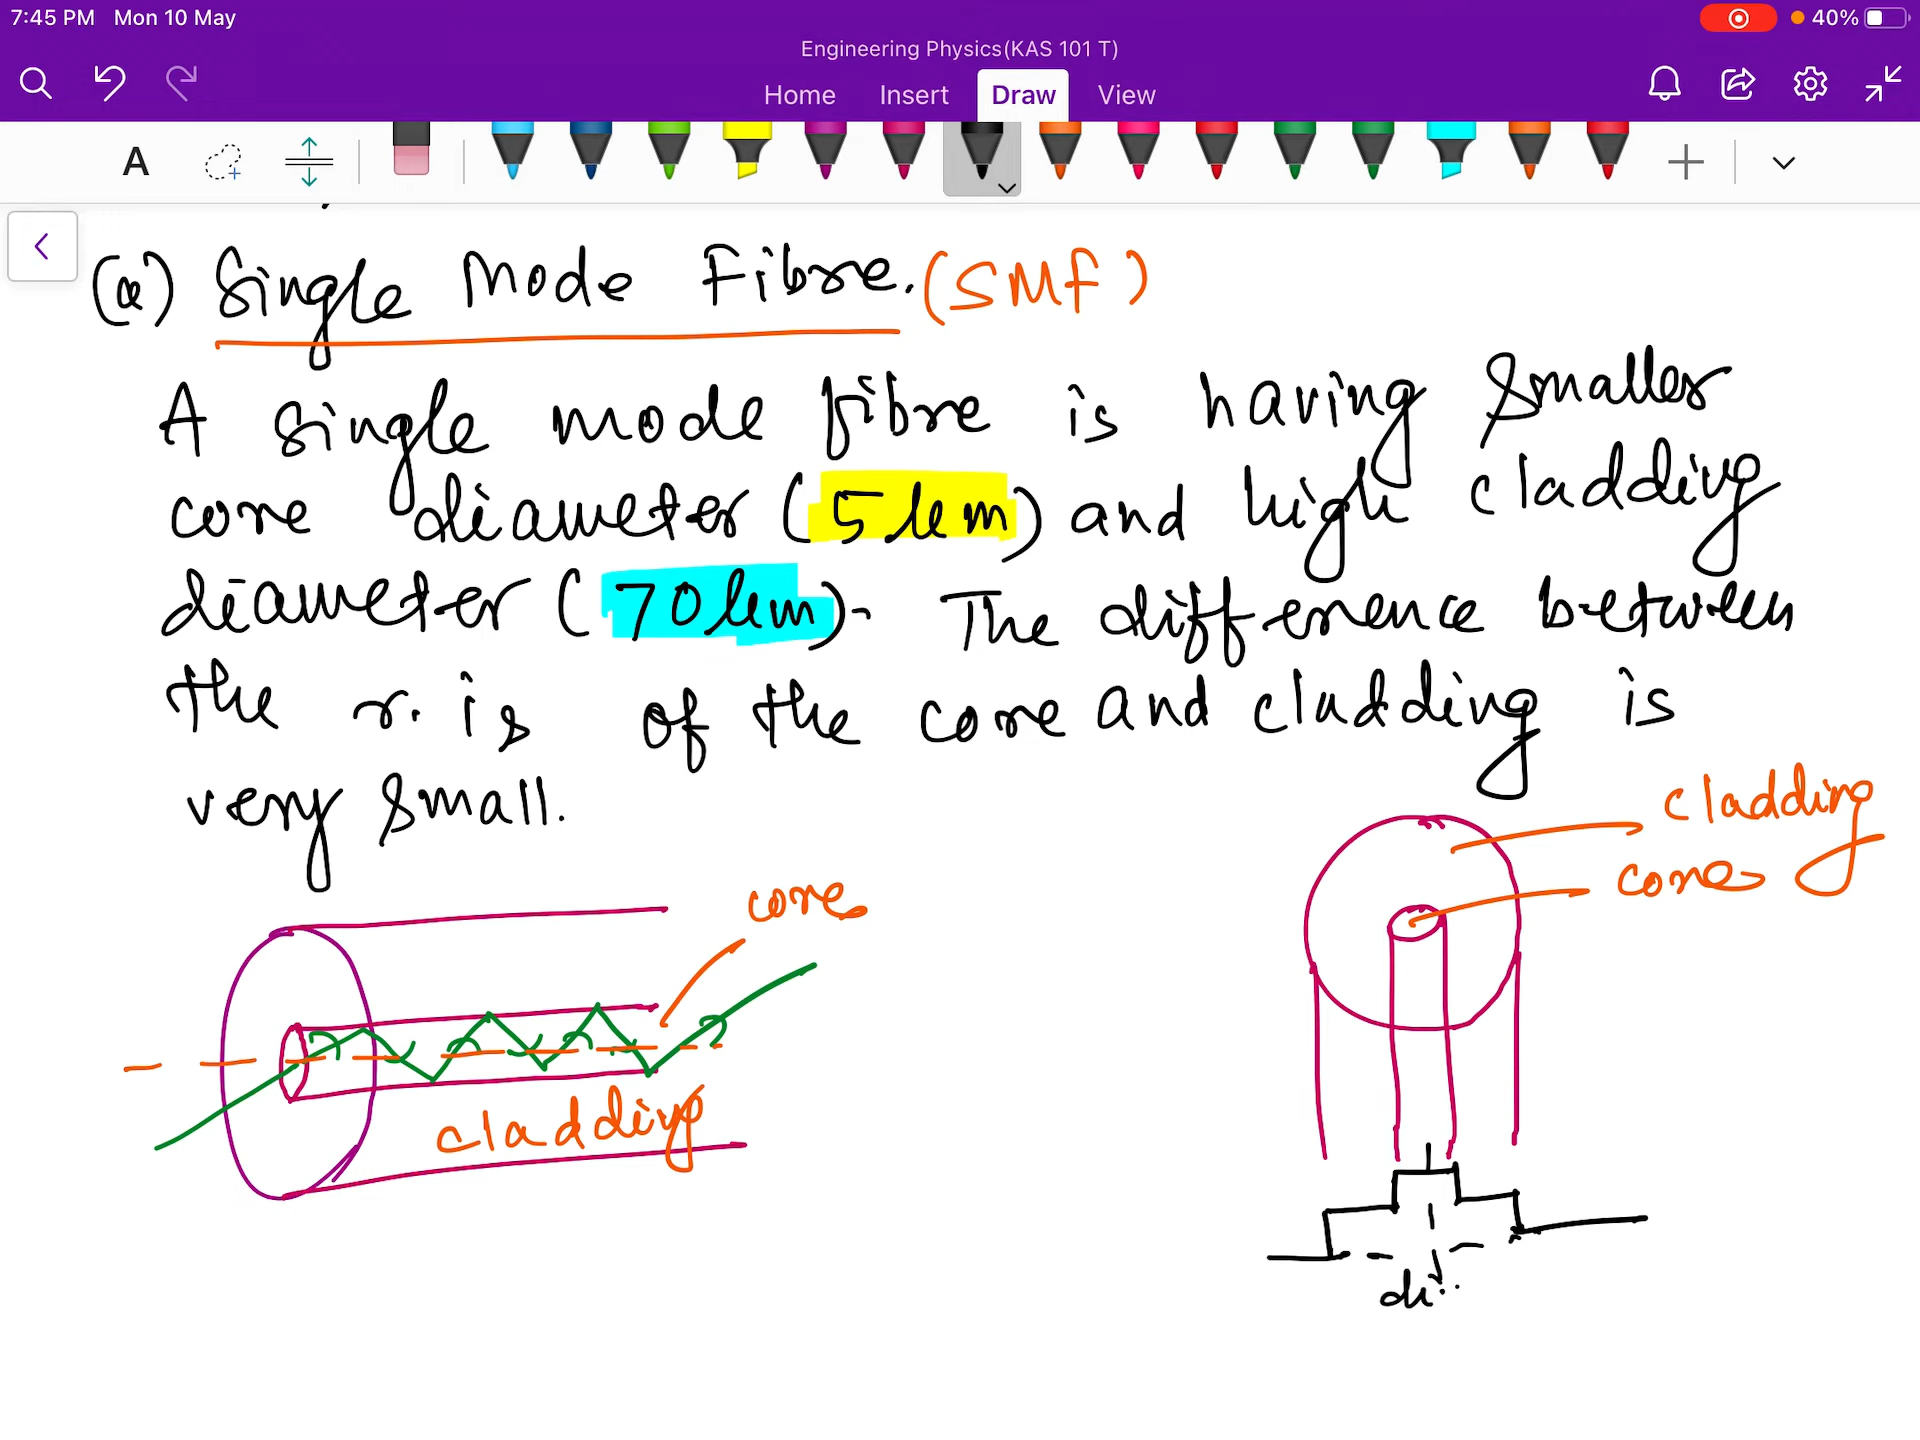 7:45 PM Mon 10 May
40%
Engineering Physics(KAS 101 T)
Home Insert Draw View
A
(a) Single Mode Fibre. (SMF)
A single mode fibre is having smaller
core diameter (5 μm) and high cladding
diameter (70 μm). The difference between
the r. is of the core and cladding is
very small.
cladding
core
core
cladding